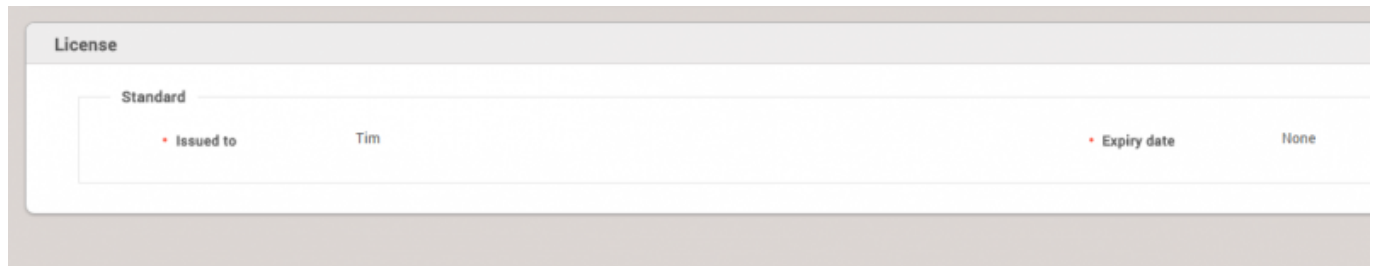 License
Standard
• Issued to Tim • Expiry date None